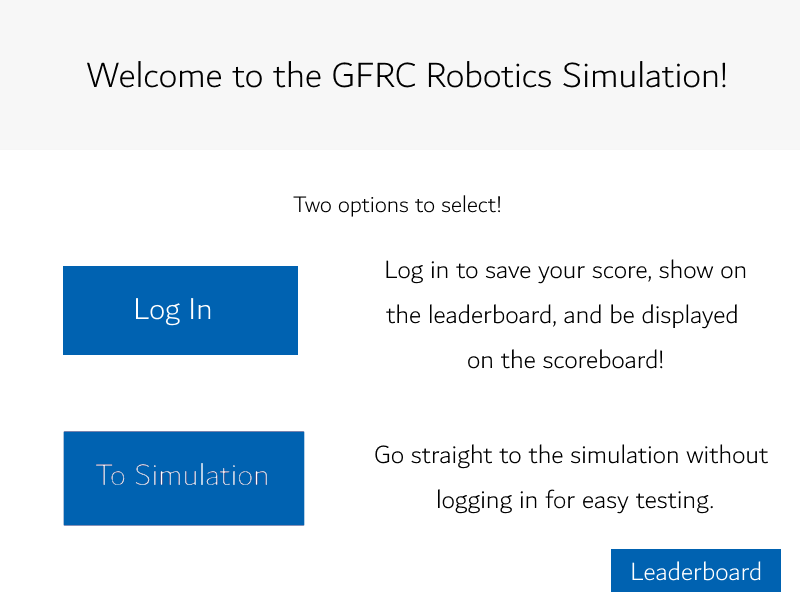 Welcome to the GFRC Robotics Simulation!
Two options to select!
Log In
Log in to save your score, show on
the leaderboard, and be displayed
on the scoreboard!
To Simulation
Go straight to the simulation without
logging in for easy testing.
Leaderboard